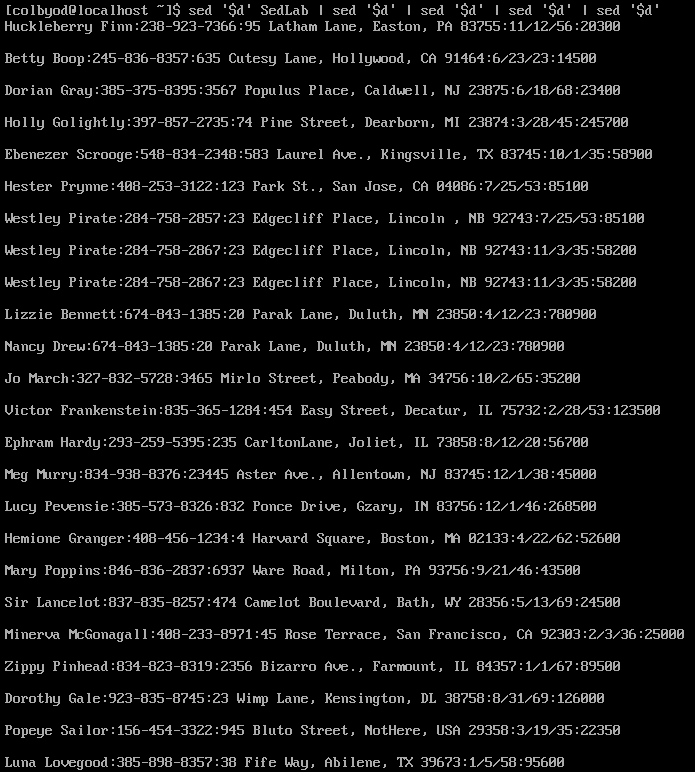 [colbyod@localhost ~]$ sed '$d' SedLab | sed '$d' | sed '$d' | sed '$d' | sed '$d'
Huckleberry Finn:238-923-7366:95 Latham Lane, Easton, PA 83755:11/12/56:20300
Betty Boop:245-836-8357:635 Cutesy Lane, Hollywood, CA 91464:6/23/23:14500
Dorian Gray:385-375-8395:3567 Populus Place, Caldwell, NJ 23875:6/18/68:23400
Holly Golightly:397-857-2735:74 Pine Street, Dearborn, MI 23874:3/28/45:245700
Ebenezer Scrooge:548-834-2348:583 Laurel Ave., Kingsville, TX 83745:10/1/35:58900
Hester Prynne:408-253-3122:123 Park St., San Jose, CA 04086:7/25/53:85100
Westley Pirate:284-758-2857:23 Edgecliff Place, Lincoln , NB 92743:7/25/53:85100
Westley Pirate:284-758-2867:23 Edgecliff Place, Lincoln, NB 92743:11/3/35:58200
Westley Pirate:284-758-2867:23 Edgecliff Place, Lincoln, NB 92743:11/3/35:58200
Lizzie Bennett:674-843-1385:20 Parak Lane, Duluth, MN 23850:4/12/23:780900
Nancy Drew:674-843-1385:20 Parak Lane, Duluth, MN 23850:4/12/23:780900
Jo March:327-832-5728:3465 Mirlo Street, Peabody, MA 34756:10/2/65:35200
Victor Frankenstein:835-365-1284:454 Easy Street, Decatur, IL 75732:2/28/53:123500
Ephram Hardy:293-259-5395:235 CarltonLane, Joliet, IL 73858:8/12/20:56700
Meg Murry:834-938-8376:23445 Aster Ave., Allentown, NJ 83745:12/1/38:45000
Lucy Pevensie:385-573-8326:832 Ponce Drive, Gzary, IN 83756:12/1/46:268500
Hemione Granger:408-456-1234:4 Harvard Square, Boston, MA 02133:4/22/62:52600
Mary Poppins:846-836-2837:6937 Ware Road, Milton, PA 93756:9/21/46:43500
Sir Lancelot:837-835-8257:474 Camelot Boulevard, Bath, WY 28356:5/13/69:24500
Minerva McGonagall:408-233-8971:45 Rose Terrace, San Francisco, CA 92303:2/3/36:25000
Zippy Pinhead:834-823-8319:2356 Bizarro Ave., Farmount, IL 84357:1/1/67:89500
Dorothy Gale:923-835-8745:23 Wimp Lane, Kensington, DL 38758:8/31/69:126000
Popeye Sailor:156-454-3322:945 Bluto Street, NotHere, USA 29358:3/19/35:22350
Luna Lovegood:385-898-8357:38 Fife Way, Abilene, TX 39673:1/5/58:95600